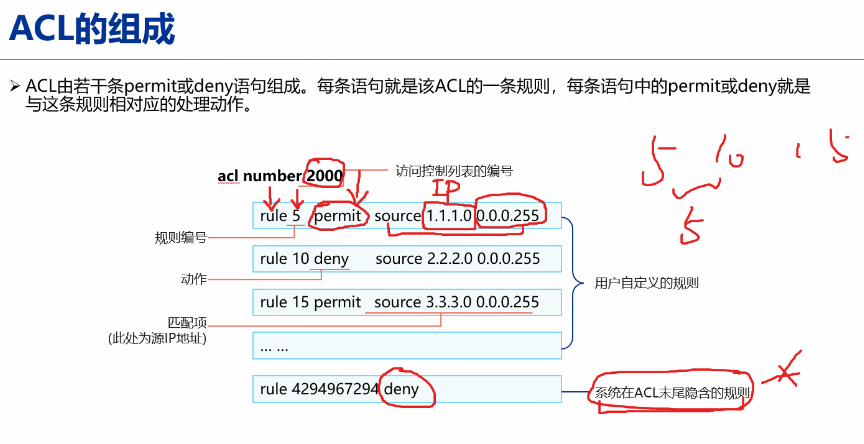 ACL的组成
➢ ACL由若干条permit或deny语句组成。每条语句就是该ACL的一条规则，每条语句中的permit或deny就是
与这条规则相对应的处理动作。
5 10 15
5
acl number 2000
访问控制列表的编号
IP
rule 5 permit source 1.1.1.0 0.0.0.255
规则编号
rule 10 deny source 2.2.2.0 0.0.0.255
动作
用户自定义的规则
rule 15 permit source 3.3.3.0 0.0.0.255
匹配项
(此处为源IP地址)
... ...
rule 4294967294 deny
系统在ACL末尾隐含的规则